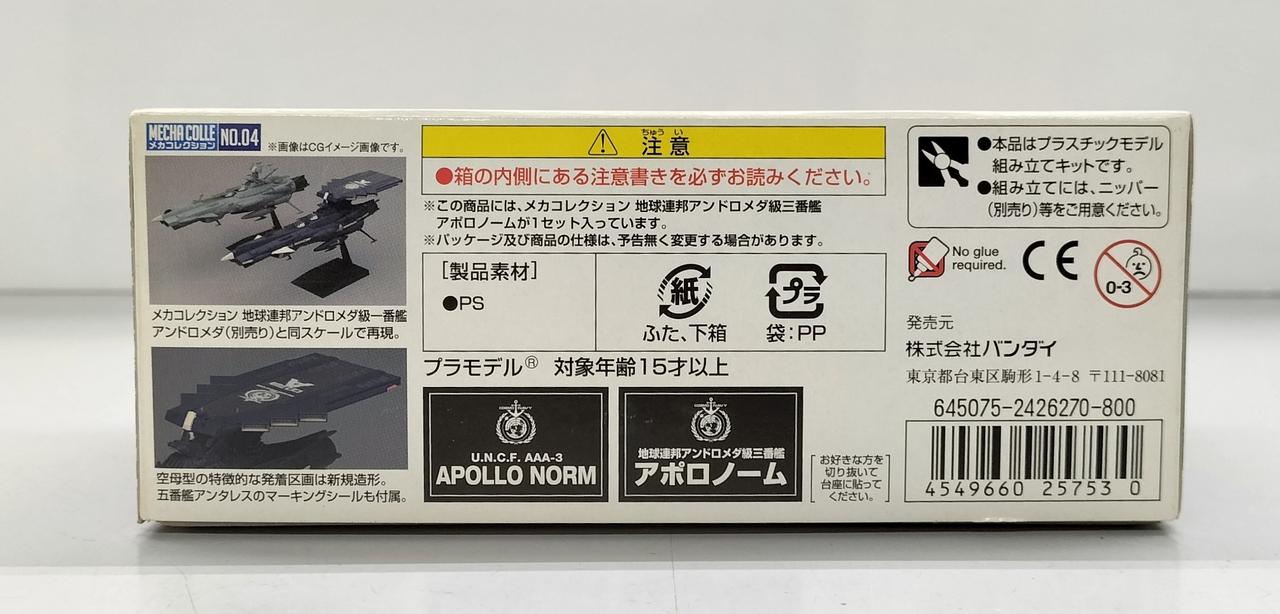 MECHA COLLE
メカコレクション
NO.04
※画像はCGイメージ画像です。
メカコレクション 地球連邦アンドロメダ級一番艦
アンドロメダ(別売り)と同スケールで再現。
空母型の特徴的な発着区画は新規造形。
五番艦アンタレスのマーキングシールも付属。
ちゅう い
注意
●箱の内側にある注意書きを必ずお読みください。
※この商品には、メカコレクション 地球連邦アンドロメダ級三番艦
アポロノームが1セット入っています。
※パッケージ及び商品の仕様は、予告無く変更する場合があります。
[製品素材]
●PS
紙
ふた、下箱
プラ
袋:PP
プラモデル® 対象年齢15才以上
U.N.C.F. AAA-3
APOLLO NORM
地球連邦アンドロメダ級三番艦
アポロノーム
お好きな方を
切り抜いて
台座に貼って
ください。
●本品はプラスチックモデル
組み立てキットです。
●組み立てには、ニッパー
(別売り)等をご用意ください。
No glue
required.
CE
0-3
発売元
株式会社バンダイ
東京都台東区駒形1-4-8 〒111-8081
645075-2426270-800
4549660 25753 0